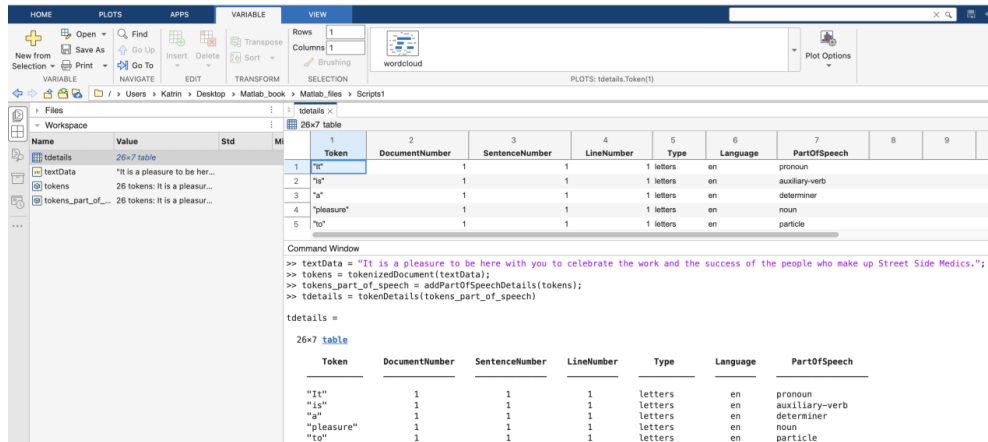 HOME PLOTS APPS VARIABLE VIEW
New from Selection Open Save As Print Find Go Up Go To Insert Delete Transpose Sort Rows 1 Columns 1 Brushing wordcloud Plot Options
VARIABLE NAVIGATE EDIT TRANSFORM SELECTION PLOTS: tdetails.Token(1)
/ > Users > Katrin > Desktop > Matlab_book > Matlab_files > Scripts1
Files
Workspace
Name Value Std Mi
tdetails 26×7 table
textData "It is a pleasure to be her...
tokens 26 tokens: It is a pleasur...
tokens_part_of_... 26 tokens: It is a pleasur...
tdetails ×
26×7 table
1 2 3 4 5 6 7 8 9
Token DocumentNumber SentenceNumber LineNumber Type Language PartOfSpeech
1 "It" 1 1 1 letters en pronoun
2 "is" 1 1 1 letters en auxiliary-verb
3 "a" 1 1 1 letters en determiner
4 "pleasure" 1 1 1 letters en noun
5 "to" 1 1 1 letters en particle
Command Window
>> textData = "It is a pleasure to be here with you to celebrate the work and the success of the people who make up Street Side Medics.";
>> tokens = tokenizedDocument(textData);
>> tokens_part_of_speech = addPartOfSpeechDetails(tokens);
>> tdetails = tokenDetails(tokens_part_of_speech)
tdetails =
26×7 table
Token DocumentNumber SentenceNumber LineNumber Type Language PartOfSpeech
"It" 1 1 1 letters en pronoun
"is" 1 1 1 letters en auxiliary-verb
"a" 1 1 1 letters en determiner
"pleasure" 1 1 1 letters en noun
"to" 1 1 1 letters en particle